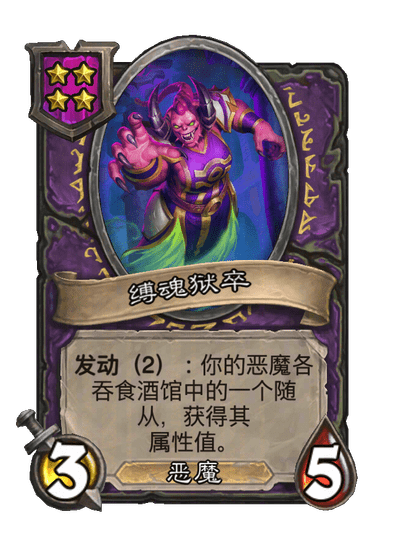 缚魂狱卒
发动（2）：你的恶魔各
吞食酒馆中的一个随
从，获得其
属性值。
3
恶魔
5